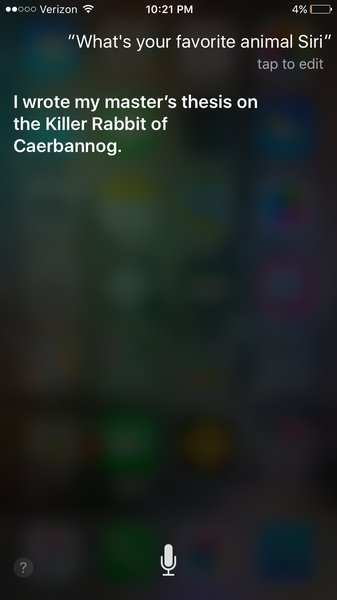 ●●○○○ Verizon 10:21 PM 4%
“What's your favorite animal Siri”
tap to edit
I wrote my master’s thesis on
the Killer Rabbit of
Caerbannog.
?